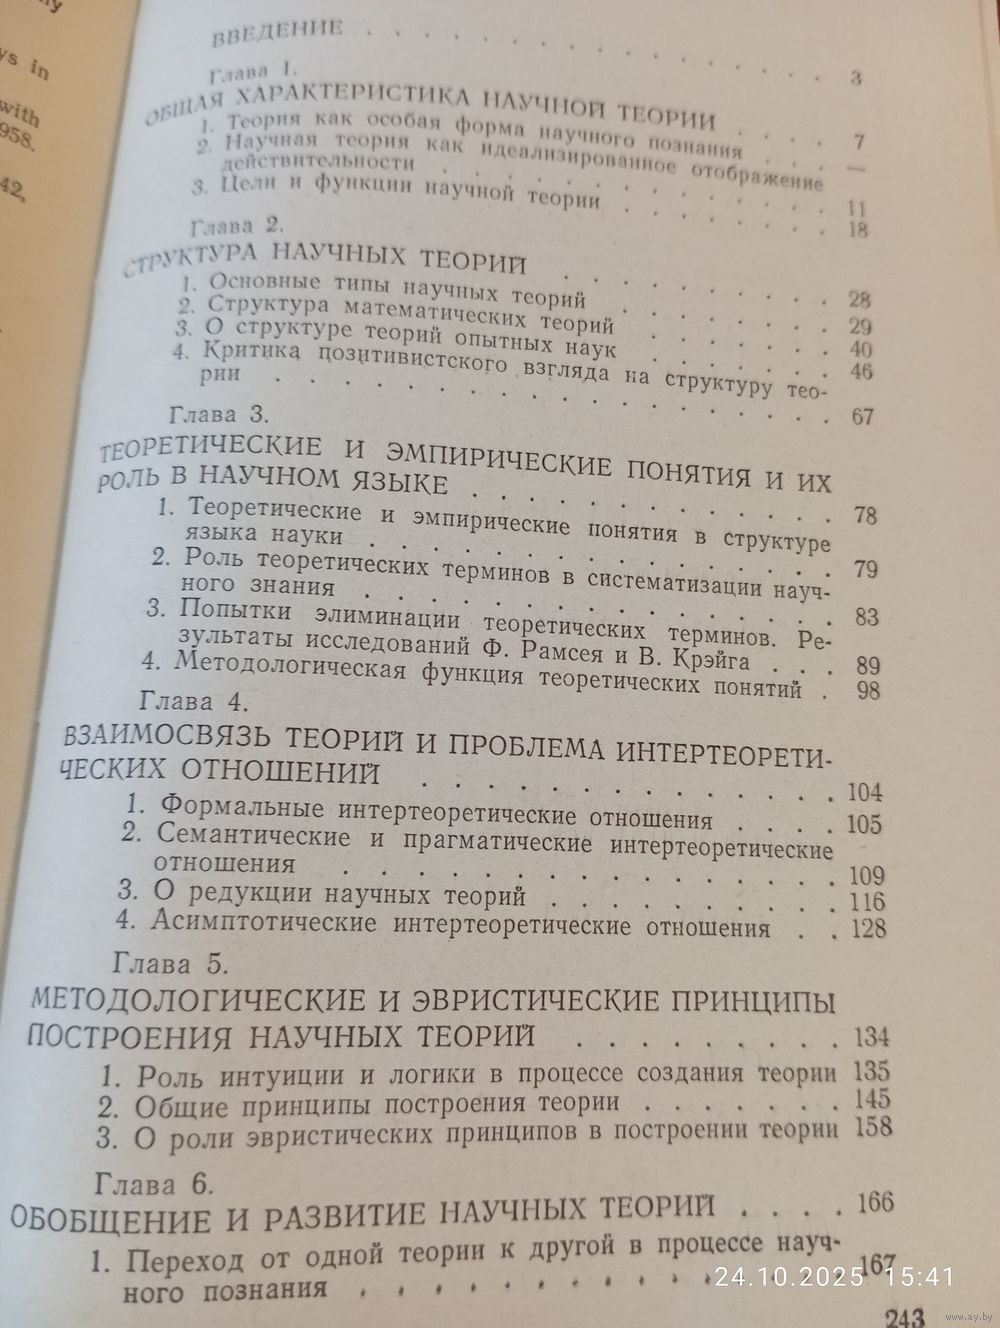 ys in
with
958.
42,
ВВЕДЕНИЕ . . . . . . . . . . . . . . . 3
Глава 1.
ОБЩАЯ ХАРАКТЕРИСТИКА НАУЧНОЙ ТЕОРИИ . . . . 7
1. Теория как особая форма научного познания . . . —
2. Научная теория как идеализированное отображение
действительности . . . . . . . . . . . . 11
3. Цели и функции научной теории . . . . . . 18
Глава 2.
СТРУКТУРА НАУЧНЫХ ТЕОРИЙ . . . . . . . . 28
1. Основные типы научных теорий . . . . . . 29
2. Структура математических теорий . . . . . . 40
3. О структуре теорий опытных наук . . . . . . 46
4. Критика позитивистского взгляда на структуру тео-
рии . . . . . . . . . . . . . . . . 67
Глава 3.
ТЕОРЕТИЧЕСКИЕ И ЭМПИРИЧЕСКИЕ ПОНЯТИЯ И ИХ
РОЛЬ В НАУЧНОМ ЯЗЫКЕ . . . . . . . . . . . . 78
1. Теоретические и эмпирические понятия в структуре
языка науки . . . . . . . . . . . . . . 79
2. Роль теоретических терминов в систематизации науч-
ного знания . . . . . . . . . . . . . . 83
3. Попытки элиминации теоретических терминов. Ре-
зультаты исследований Ф. Рамсея и В. Крэйга . . . 89
4. Методологическая функция теоретических понятий . 98
Глава 4.
ВЗАИМОСВЯЗЬ ТЕОРИЙ И ПРОБЛЕМА ИНТЕРТЕОРЕТИ-
ЧЕСКИХ ОТНОШЕНИЙ . . . . . . . . . . . . . . 104
1. Формальные интертеоретические отношения . . . . 105
2. Семантические и прагматические интертеоретические
отношения . . . . . . . . . . . . . . . . 109
3. О редукции научных теорий . . . . . . . . . . 116
4. Асимптотические интертеоретические отношения . . 128
Глава 5.
МЕТОДОЛОГИЧЕСКИЕ И ЭВРИСТИЧЕСКИЕ ПРИНЦИПЫ
ПОСТРОЕНИЯ НАУЧНЫХ ТЕОРИЙ . . . . . . . . . 134
1. Роль интуиции и логики в процессе создания теории 135
2. Общие принципы построения теории . . . . . . . 145
3. О роли эвристических принципов в построении теории 158
Глава 6.
ОБОБЩЕНИЕ И РАЗВИТИЕ НАУЧНЫХ ТЕОРИЙ . . . . 166
1. Переход от одной теории к другой в процессе науч-
ного познания . . . . . . . . . . . . . 167
24.10.2025 15:41
243
www.ay.by